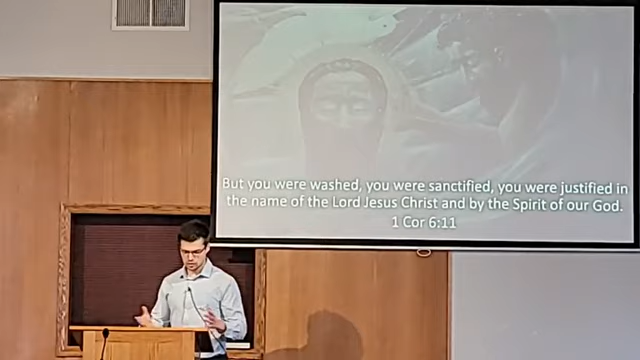 But you were washed, you were sanctified, you were justified in
the name of the Lord Jesus Christ and by the Spirit of our God.
1 Cor 6:11